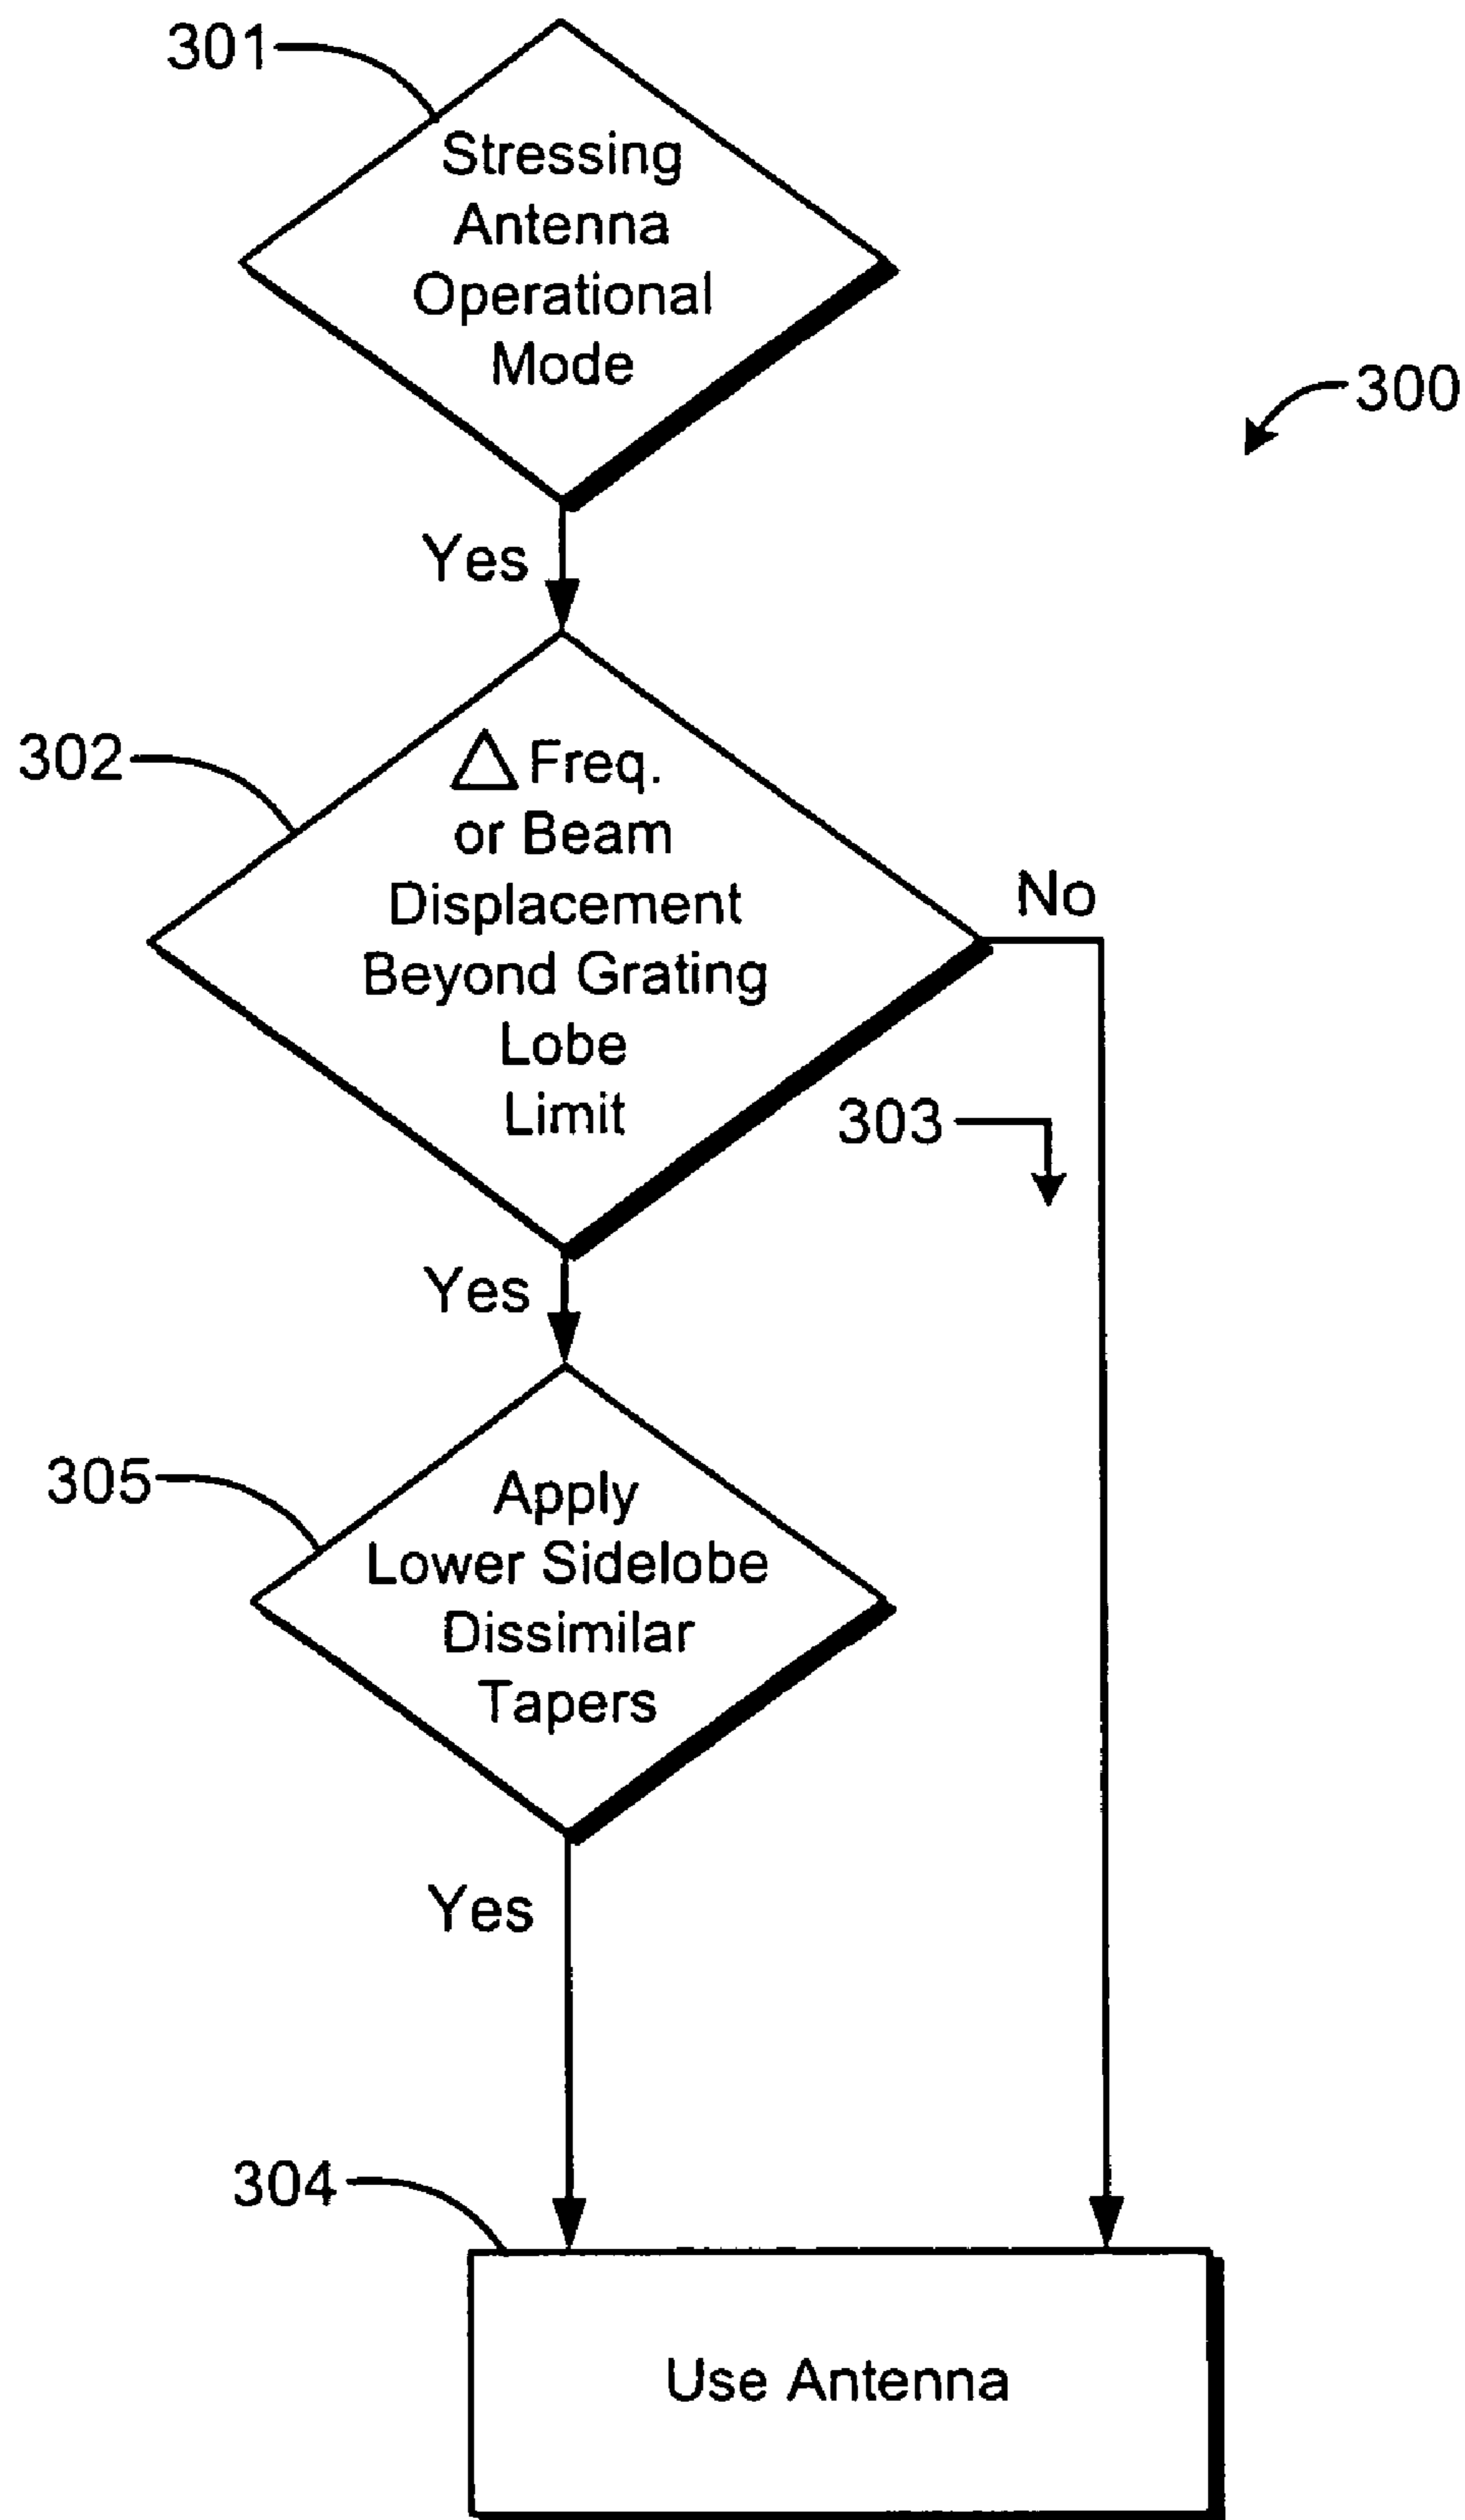 301
Stressing
Antenna
Operational
Mode
300
Yes
302
△ Freq.
or Beam
Displacement
Beyond Grating
Lobe
Limit
No
303
Yes
305
Apply
Lower Sidelobe
Dissimilar
Tapers
Yes
304
Use Antenna